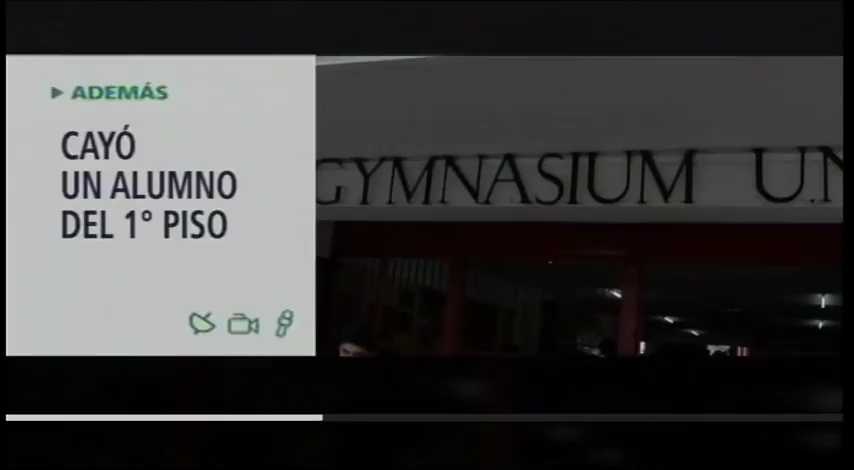 ADEMÁS
CAYÓ
UN ALUMNO
DEL 1° PISO
GYMNASIUM U.N